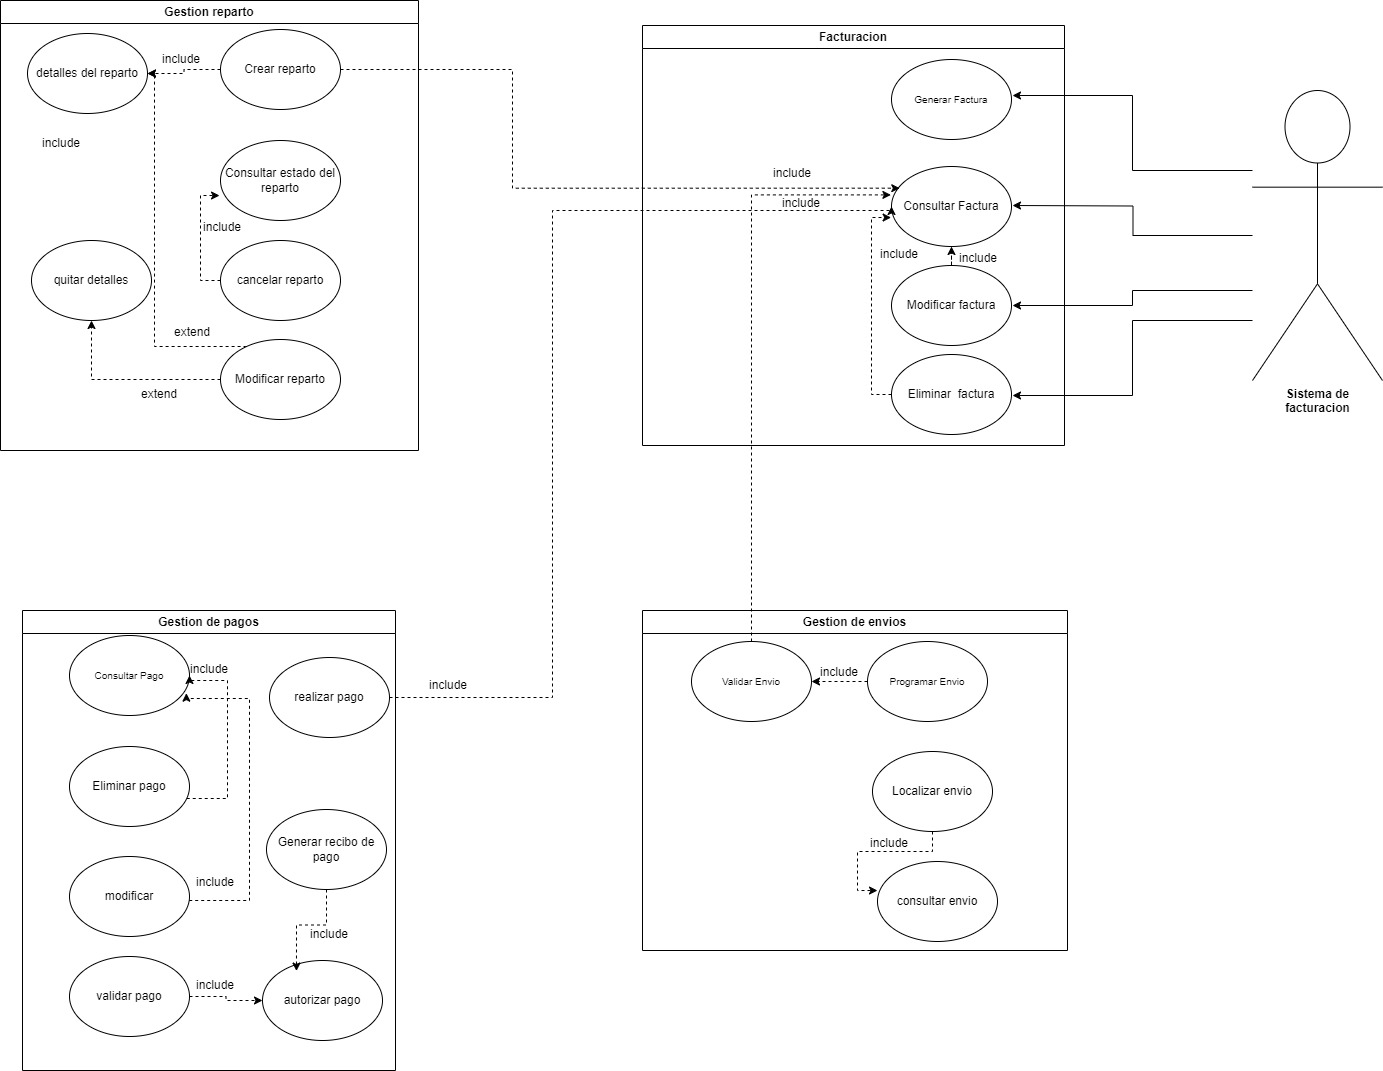 Gestion reparto
detalles del reparto
include
Crear reparto
include
Consultar estado del
reparto
include
quitar detalles
cancelar reparto
extend
Modificar reparto
extend
Facturacion
Generar Factura
include
include
Consultar Factura
include
include
Modificar factura
Eliminar factura
Sistema de
facturacion
Gestion de pagos
Consultar Pago
include
realizar pago
include
Eliminar pago
Generar recibo de
pago
modificar
include
include
validar pago
include
autorizar pago
Gestion de envios
Validar Envio
include
Programar Envio
Localizar envio
include
consultar envio